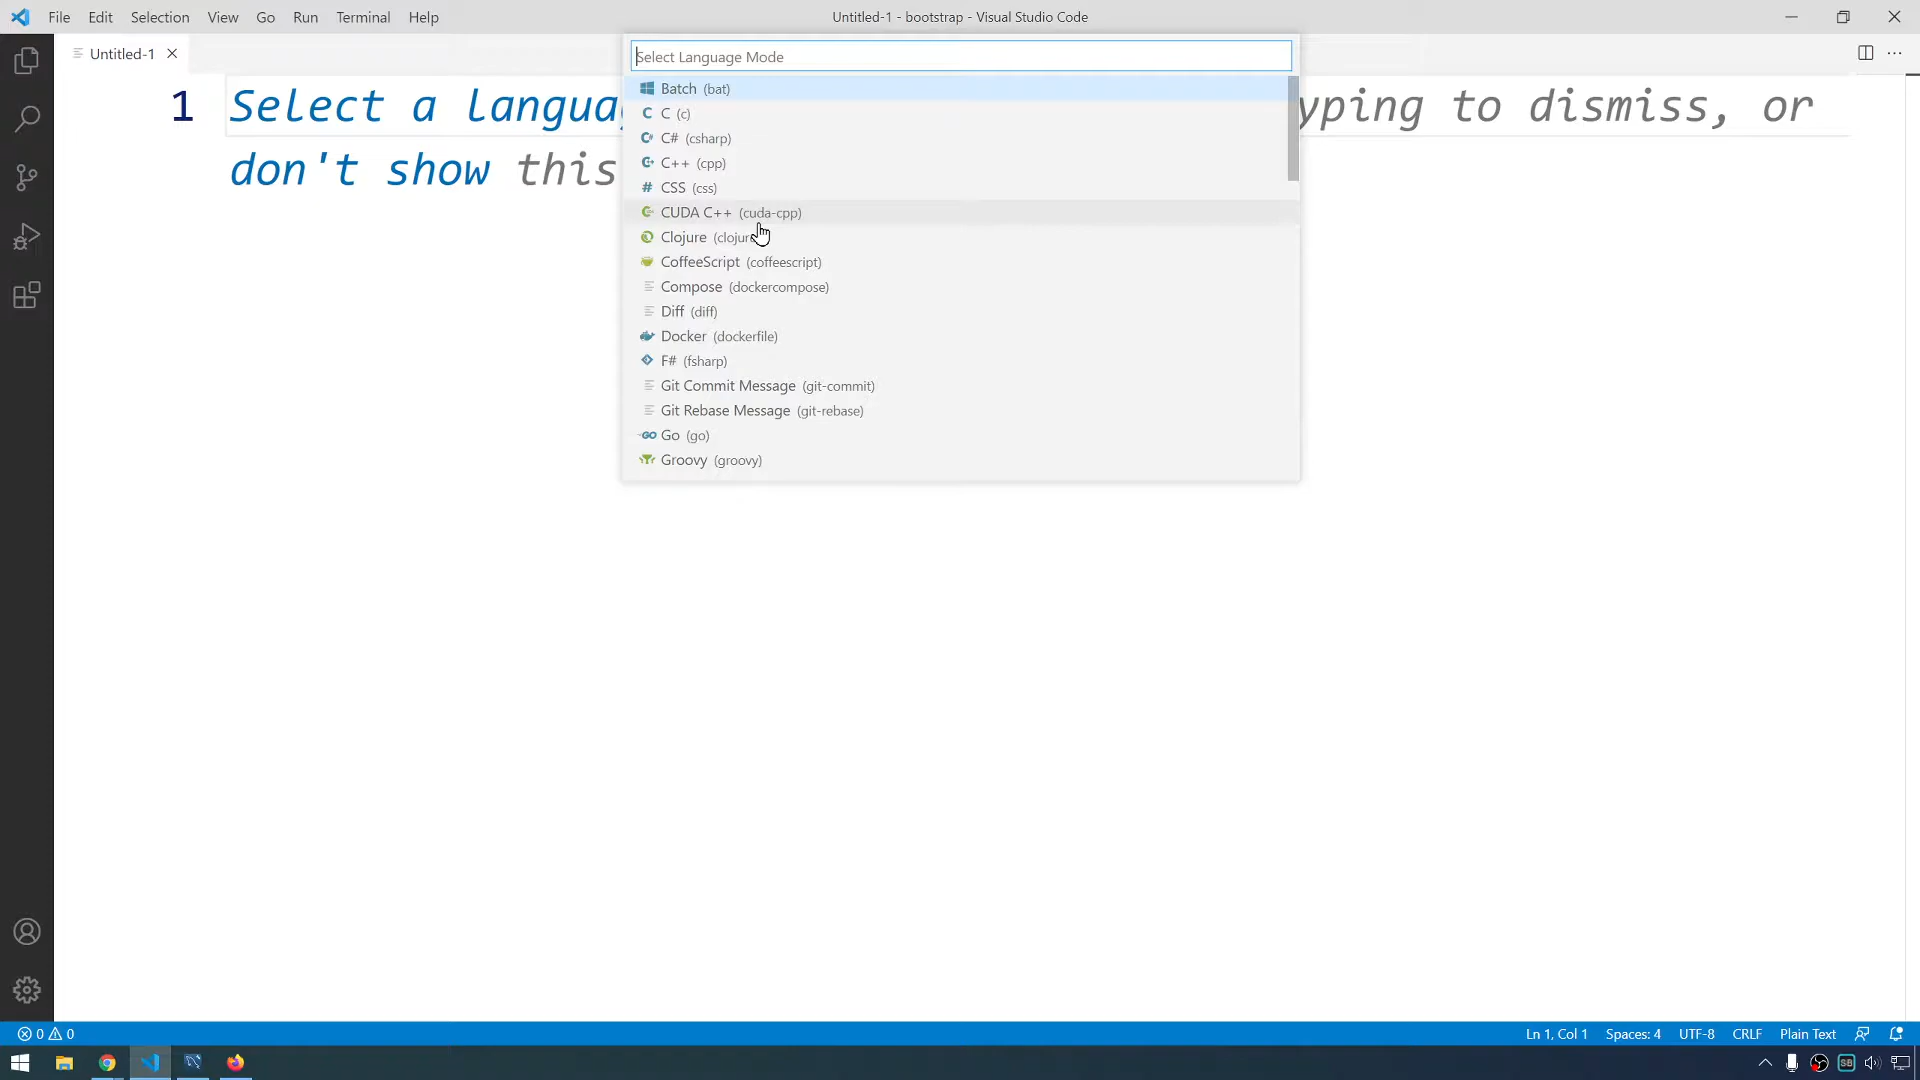 File Edit Selection View Go Run Terminal Help
Untitled-1 - bootstrap - Visual Studio Code
Untitled-1
Select Language Mode
1 Select a langua yping to dismiss, or
don't show this
Batch (bat)
C (c)
C# (csharp)
C++ (cpp)
CSS (css)
CUDA C++ (cuda-cpp)
Clojure (clojur
CoffeeScript (coffeescript)
Compose (dockercompose)
Diff (diff)
Docker (dockerfile)
F# (fsharp)
Git Commit Message (git-commit)
Git Rebase Message (git-rebase)
Go (go)
Groovy (groovy)
0 0
Ln 1, Col 1 Spaces: 4 UTF-8 CRLF Plain Text